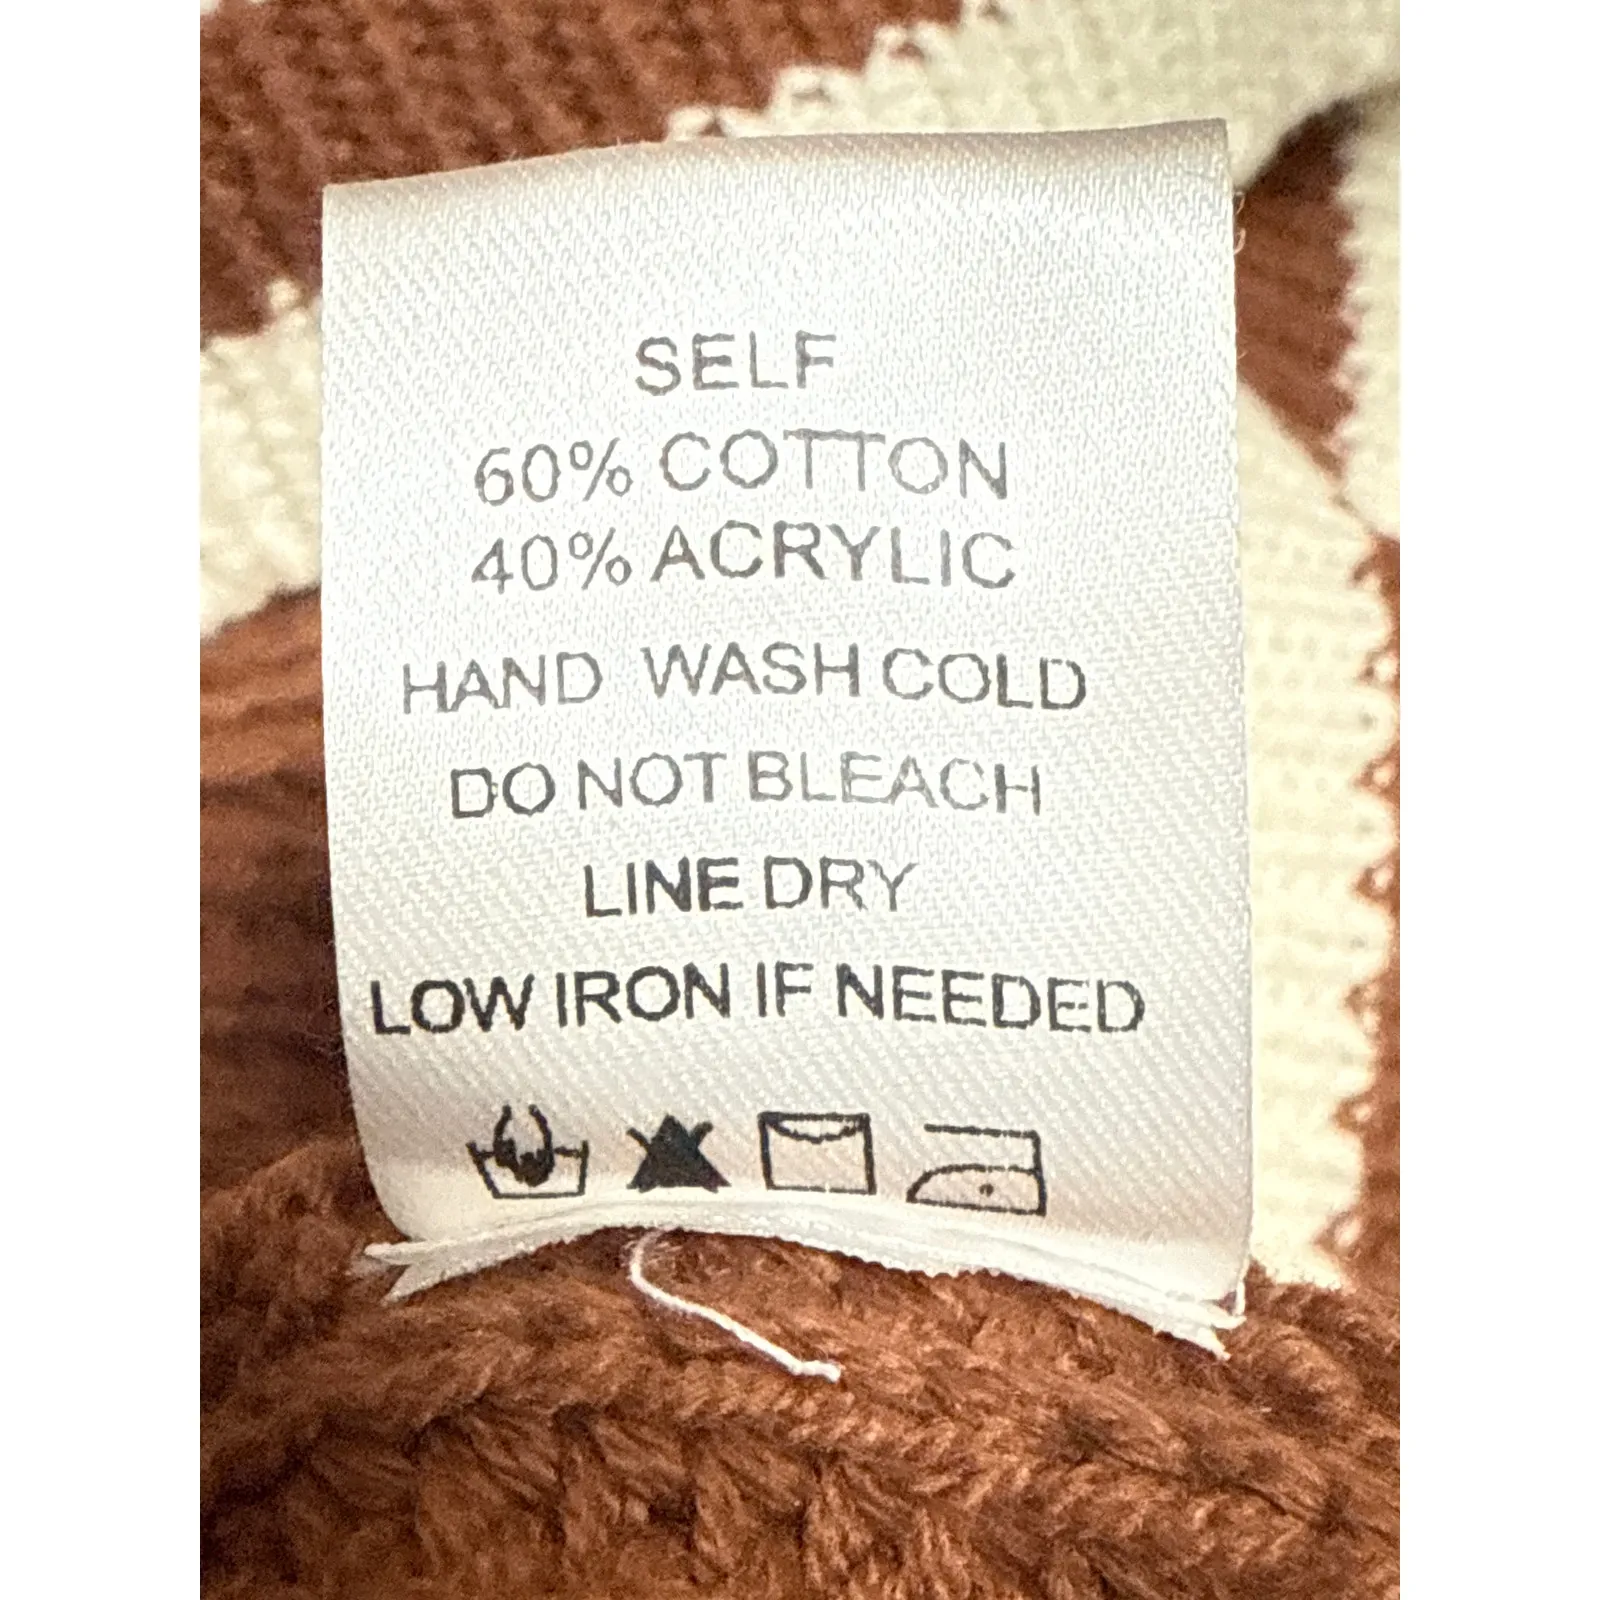 SELF
60% COTTON
40% ACRYLIC
HAND WASH COLD
DO NOT BLEACH
LINE DRY
LOW IRON IF NEEDED